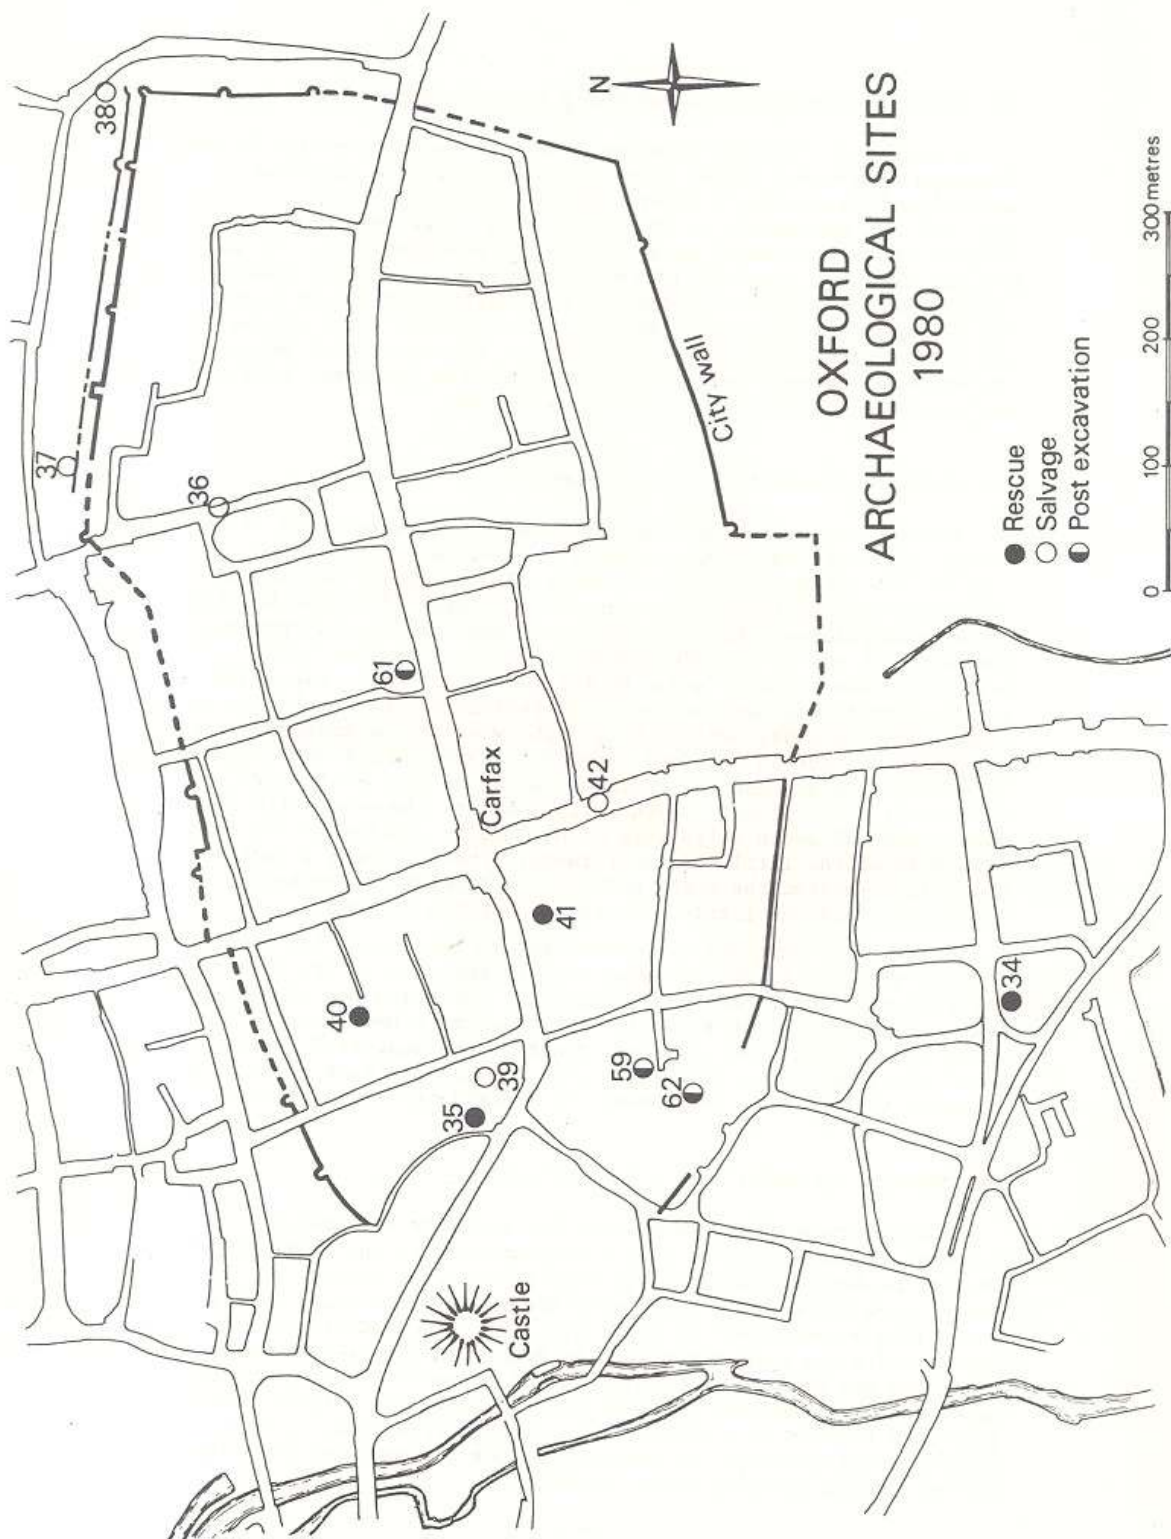 38
37
36
N
61
Carfax
42
City wall
40
41
39
35
59
62
34
Castle
OXFORD
ARCHAEOLOGICAL SITES
1980
Rescue
Salvage
Post excavation
0 100 200 300 metres